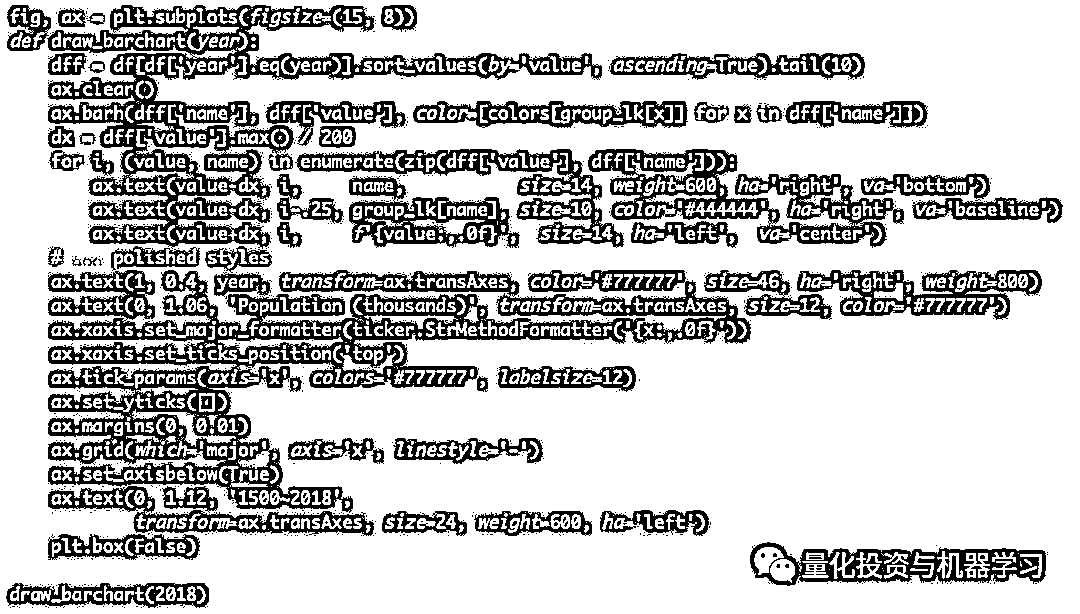 fig, ax = plt.subplots(figsize=(15, 8))
def draw_barchart(year):
    dff = df[df['year'].eq(year)].sort_values(by='value', ascending=True).tail(10)
    ax.clear()
    ax.barh(dff['name'], dff['value'], color=[colors[group_lk[x]] for x in dff['name']])
    dx = dff['value'].max() / 200
    for i, (value, name) in enumerate(zip(dff['value'], dff['name'])):
        ax.text(value-dx, i,     name,           size=14, weight=600, ha='right', va='bottom')
        ax.text(value-dx, i-.25, group_lk[name], size=10, color='#444444', ha='right', va='baseline')
        ax.text(value+dx, i,     f'{value:,.0f}',  size=14, ha='left',  va='center')
    # ... polished styles
    ax.text(1, 0.4, year, transform=ax.transAxes, color='#777777', size=46, ha='right', weight=800)
    ax.text(0, 1.06, 'Population (thousands)', transform=ax.transAxes, size=12, color='#777777')
    ax.xaxis.set_major_formatter(ticker.StrMethodFormatter('{x:,.0f}'))
    ax.xaxis.set_ticks_position('top')
    ax.tick_params(axis='x', colors='#777777', labelsize=12)
    ax.set_yticks([])
    ax.margins(0, 0.01)
    ax.grid(which='major', axis='x', linestyle='-')
    ax.set_axisbelow(True)
    ax.text(0, 1.12, '1500~2018',
            transform=ax.transAxes, size=24, weight=600, ha='left')
    plt.box(False)
draw_barchart(2018)
量化投资与机器学习